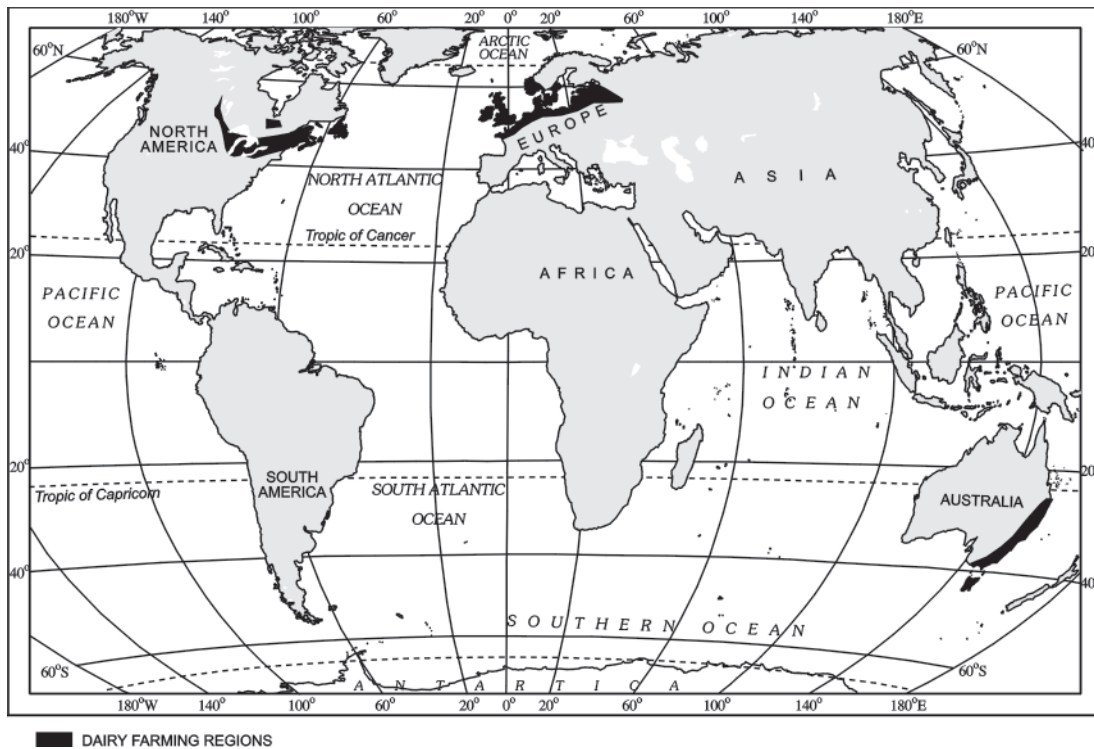 180°W 140° 100° 60° 20° 0° 20° 60° 100° 140° 180°E
ARCTIC
OCEAN
60°N
60°N
NORTH
AMERICA
EUROPE
40°
40
ASIA
NORTH ATLANTIC
OCEAN
Tropic of Cancer
20°
20
AFRICA
PACIFIC
OCEAN
PACIFIC
OCEAN
INDIAN
OCEAN
20°
20
Tropic of Capricorn
SOUTH
AMERICA
SOUTH ATLANTIC
OCEAN
AUSTRALIA
40°
40
SOUTHERN OCEAN
60°S
60°S
ANTARTICA
180°W 140° 100° 60° 20° 0° 20° 60° 100° 140° 180°E
DAIRY FARMING REGIONS